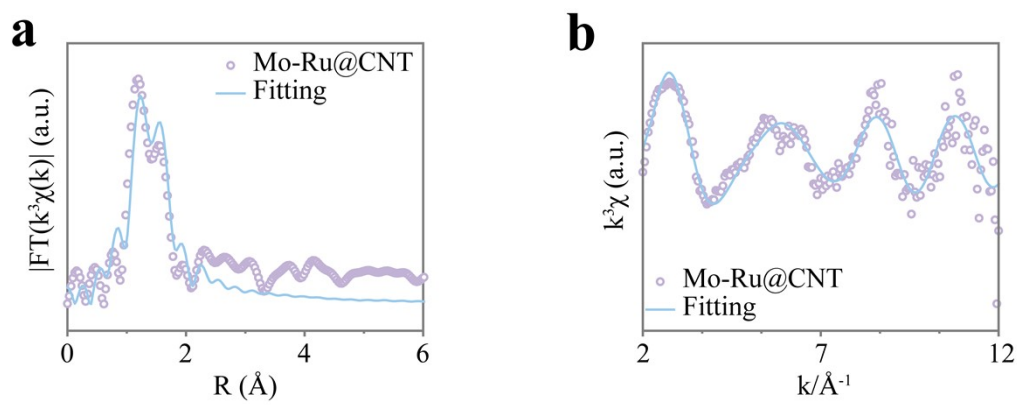 a
Mo-Ru@CNT
Fitting
|FT(k³χ(k)| (a.u.)
0 2 4 6
R (Å)
b
k³χ (a.u.)
Mo-Ru@CNT
Fitting
2 7 12
k/Å⁻¹